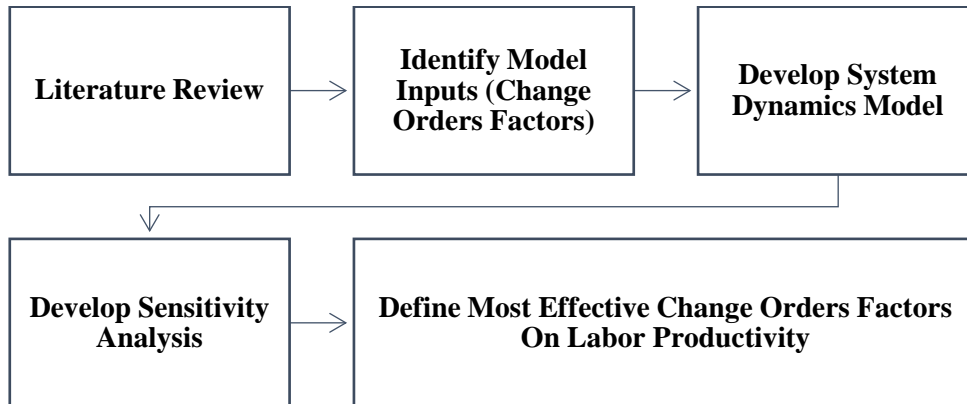 Literature Review
Identify Model
Inputs (Change
Orders Factors)
Develop System
Dynamics Model
Develop Sensitivity
Analysis
Define Most Effective Change Orders Factors
On Labor Productivity